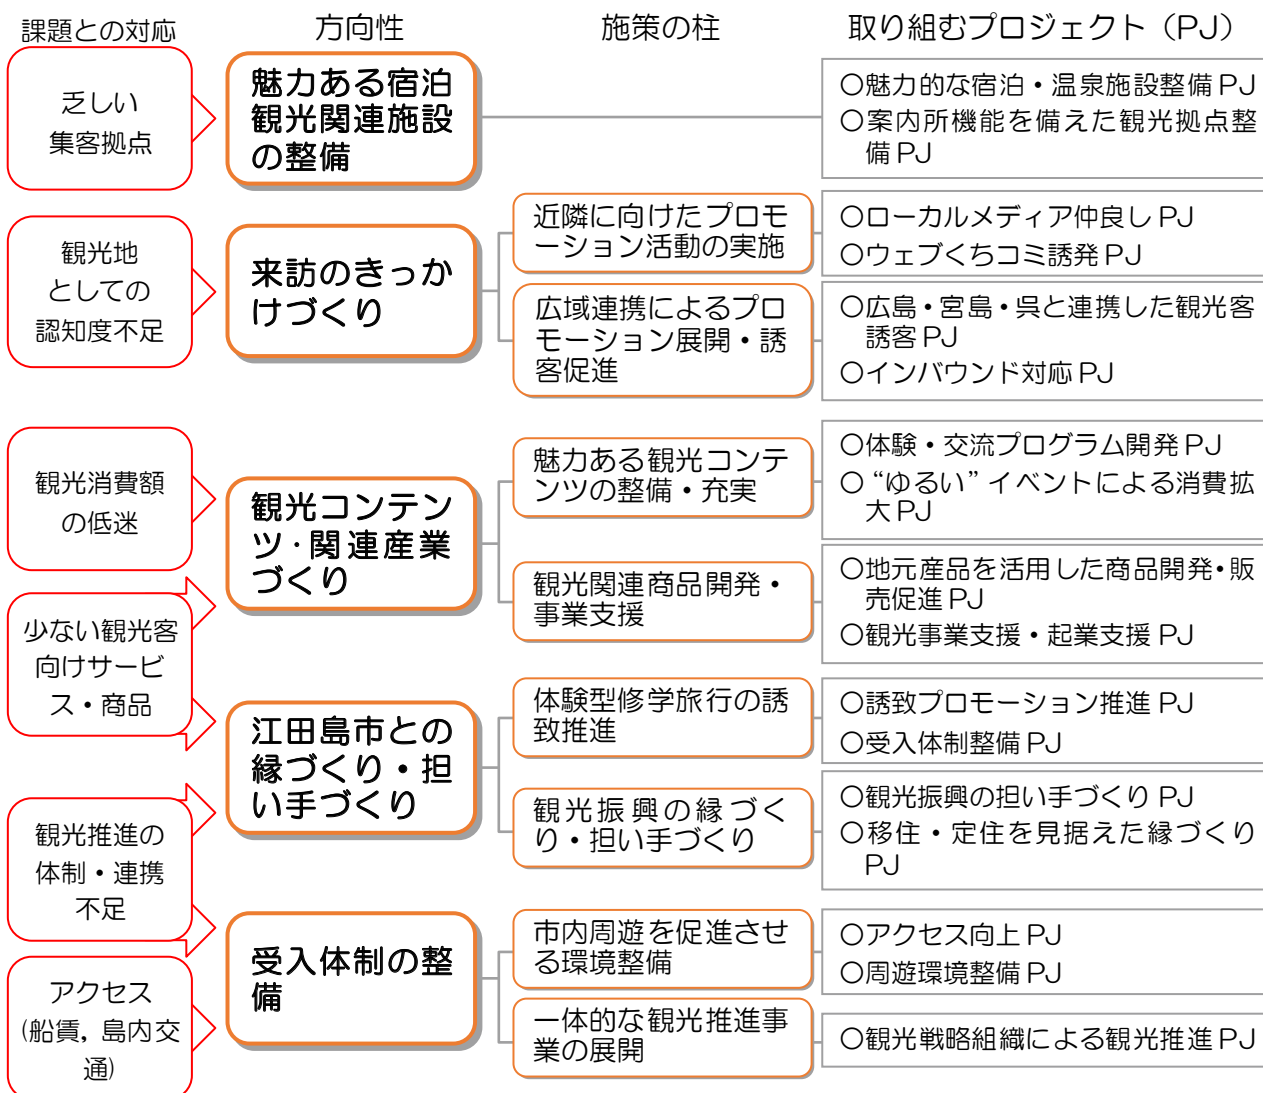 課題との対応
方向性
施策の柱
取り組むプロジェクト（PJ）
乏しい
集客拠点
魅力ある宿泊
観光関連施設
の整備
〇魅力的な宿泊・温泉施設整備PJ
〇案内所機能を備えた観光拠点整
備PJ
観光地
としての
認知度不足
来訪のきっか
けづくり
近隣に向けたプロモ
ーション活動の実施
〇ローカルメディア仲良しPJ
〇ウェブくちコミ誘発PJ
広域連携によるプロ
モーション展開・誘
客促進
〇広島・宮島・呉と連携した観光客
誘客PJ
〇インバウンド対応PJ
観光消費額
の低迷
少ない観光客
向けサービ
ス・商品
観光コンテン
ツ・関連産業
づくり
魅力ある観光コンテ
ンツの整備・充実
〇体験・交流プログラム開発PJ
〇“ゆるい”イベントによる消費拡
大PJ
観光関連商品開発・
事業支援
〇地元産品を活用した商品開発・販
売促進PJ
〇観光事業支援・起業支援PJ
江田島市との
縁づくり・担
い手づくり
体験型修学旅行の誘
致推進
〇誘致プロモーション推進PJ
〇受入体制整備PJ
観光推進の
体制・連携
不足
観光振興の縁づく
り・担い手づくり
〇観光振興の担い手づくりPJ
〇移住・定住を見据えた縁づくり
PJ
アクセス
(船賃，島内交
通)
受入体制の整
備
市内周遊を促進させ
る環境整備
〇アクセス向上PJ
〇周遊環境整備PJ
一体的な観光推進事
業の展開
〇観光戦略組織による観光推進PJ